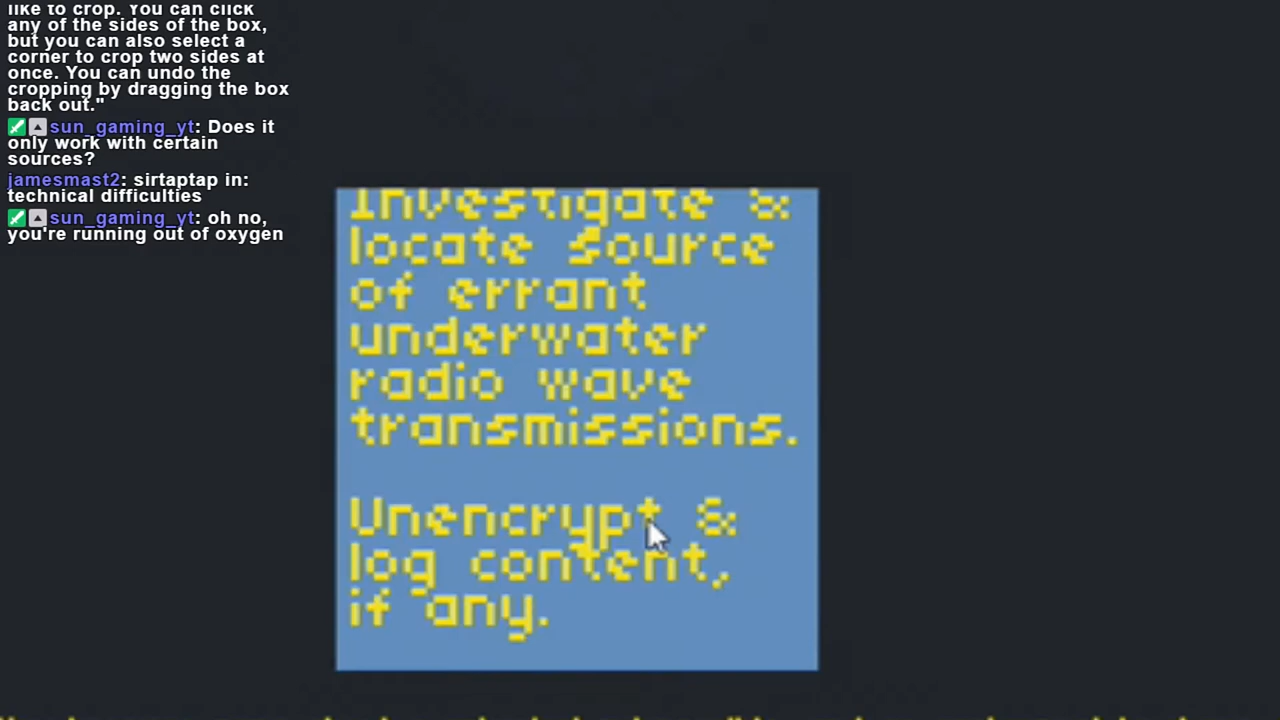 like to crop. You can click
any of the sides of the box,
but you can also select a
corner to crop two sides at
once. You can undo the
cropping by dragging the box
back out."
sun_gaming_yt: Does it
only work with certain
sources?
jamesmast2: sirtaptap in:
technical difficulties
sun_gaming_yt: oh no,
you're running out of oxygen
Investigate &
locate source
of errant
underwater
radio wave
transmissions.
Unencrypt &
log content,
if any.